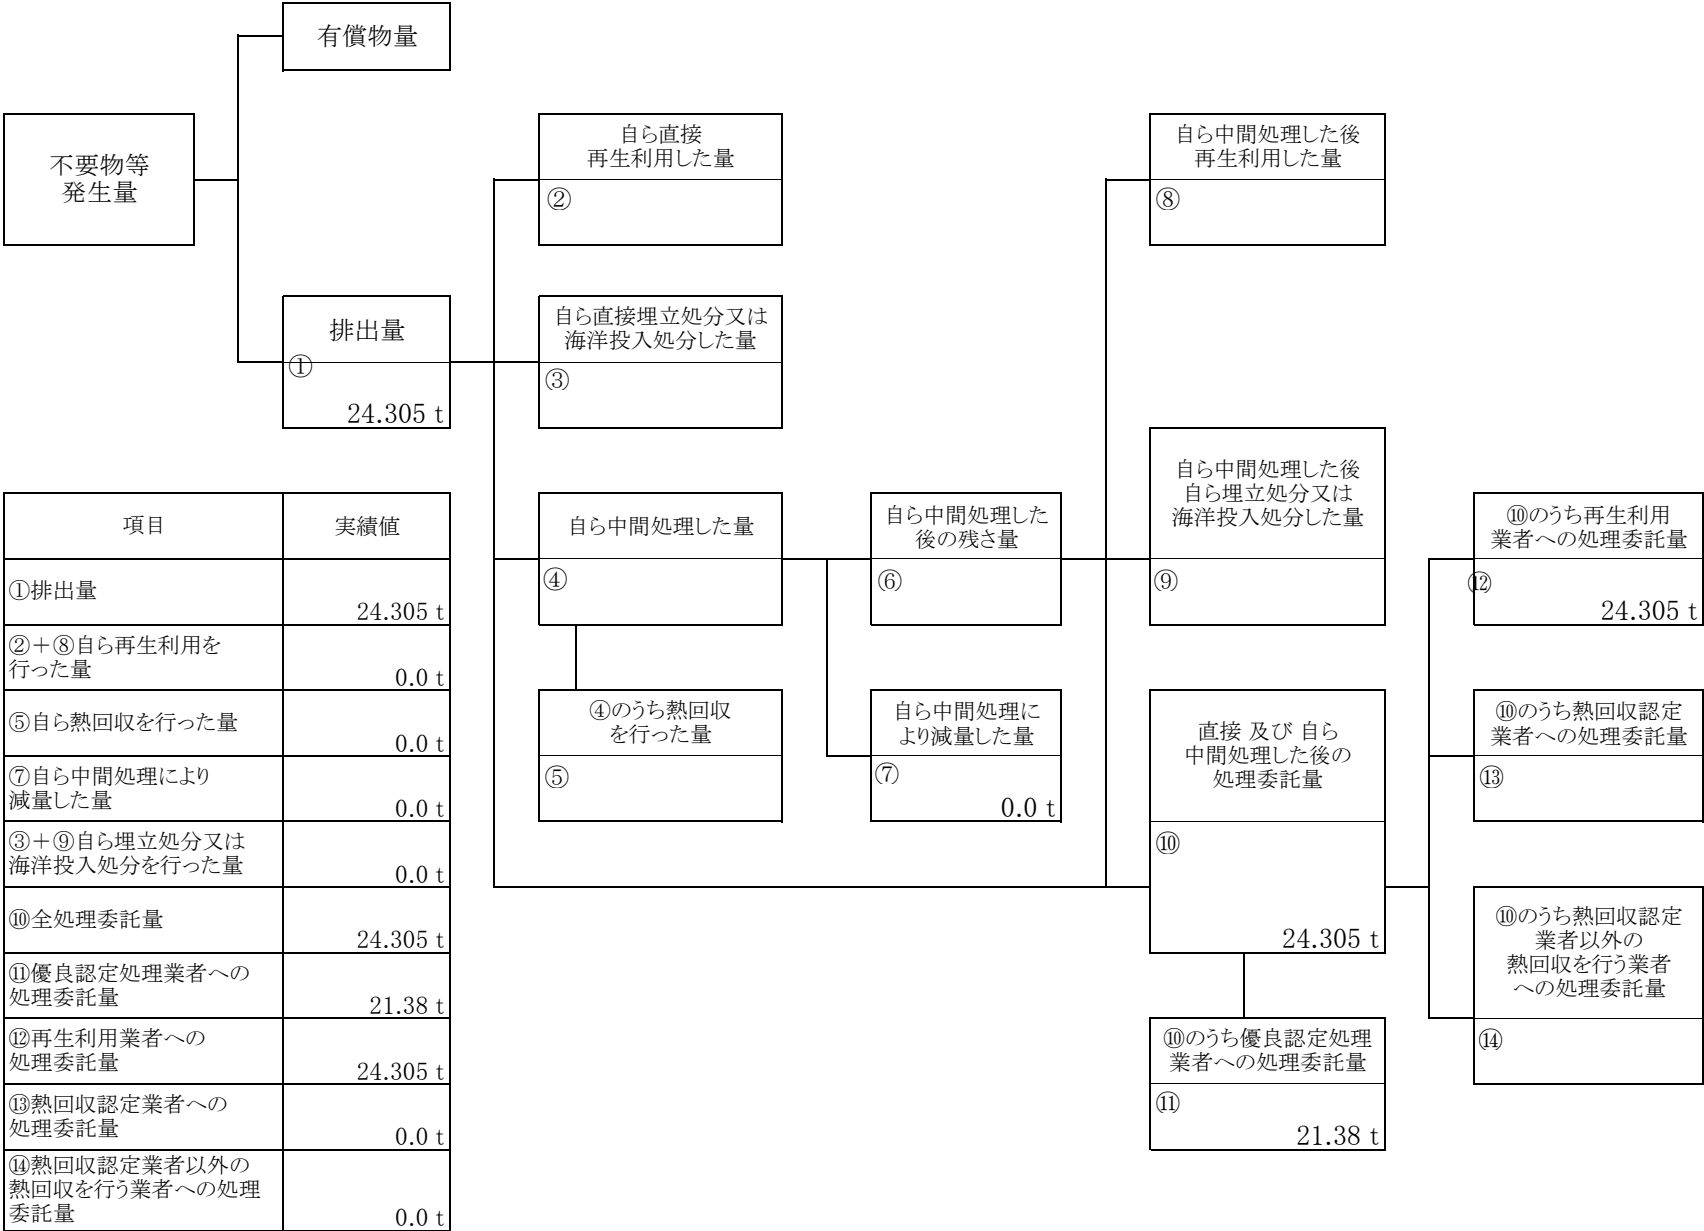 有償物量
不要物等
発生量
自ら直接
再生利用した量
②
自ら中間処理した後
再生利用した量
⑧
排出量
①
24.305 t
自ら直接埋立処分又は
海洋投入処分した量
③
自ら中間処理した量
④
自ら中間処理した
後の残さ量
⑥
自ら中間処理した後
自ら埋立処分又は
海洋投入処分した量
⑨
⑩のうち再生利用
業者への処理委託量
⑫
24.305 t
④のうち熱回収
を行った量
⑤
自ら中間処理に
より減量した量
⑦
0.0 t
直接 及び 自ら
中間処理した後の
処理委託量
⑩
24.305 t
⑩のうち熱回収認定
業者への処理委託量
⑬
⑩のうち熱回収認定
業者以外の
熱回収を行う業者
への処理委託量
⑭
⑩のうち優良認定処理
業者への処理委託量
⑪
21.38 t
項目 実績値
①排出量
24.305 t
②＋⑧自ら再生利用を
行った量
0.0 t
⑤自ら熱回収を行った量
0.0 t
⑦自ら中間処理により
減量した量
0.0 t
③＋⑨自ら埋立処分又は
海洋投入処分を行った量
0.0 t
⑩全処理委託量
24.305 t
⑪優良認定処理業者への
処理委託量
21.38 t
⑫再生利用業者への
処理委託量
24.305 t
⑬熱回収認定業者への
処理委託量
0.0 t
⑭熱回収認定業者以外の
熱回収を行う業者への処理
委託量
0.0 t